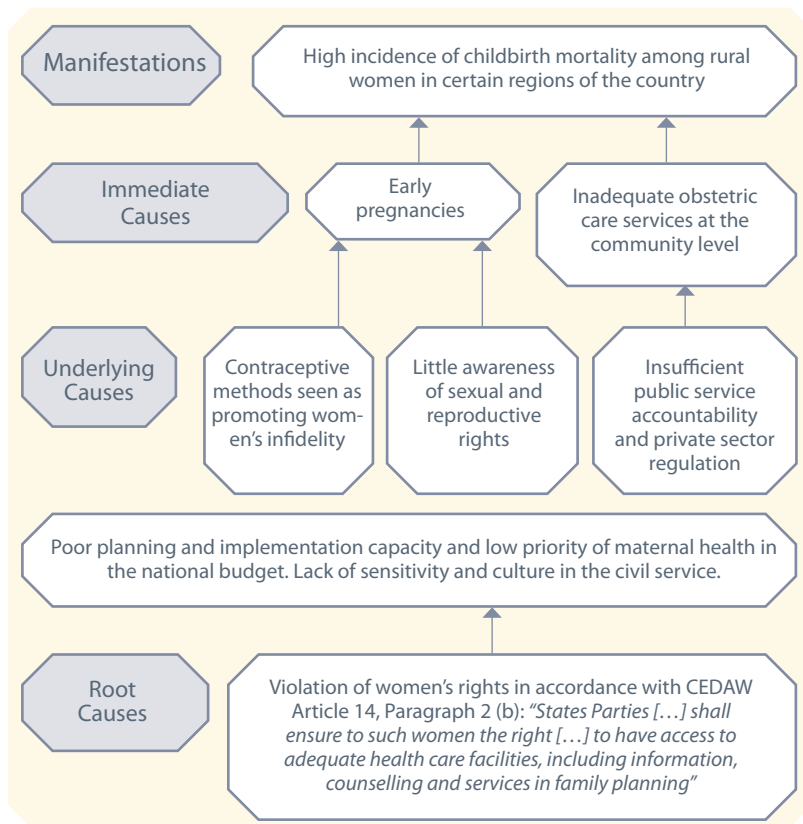 Manifestations
High incidence of childbirth mortality among rural
women in certain regions of the country
Immediate
Causes
Early
pregnancies
Inadequate obstetric
care services at the
community level
Underlying
Causes
Contraceptive
methods seen as
promoting wom-
en’s infidelity
Little awareness
of sexual and
reproductive
rights
Insufficient
public service
accountability
and private sector
regulation
Poor planning and implementation capacity and low priority of maternal health in
the national budget. Lack of sensitivity and culture in the civil service.
Root
Causes
Violation of women’s rights in accordance with CEDAW
Article 14, Paragraph 2 (b): “States Parties […] shall
ensure to such women the right […] to have access to
adequate health care facilities, including information,
counselling and services in family planning”